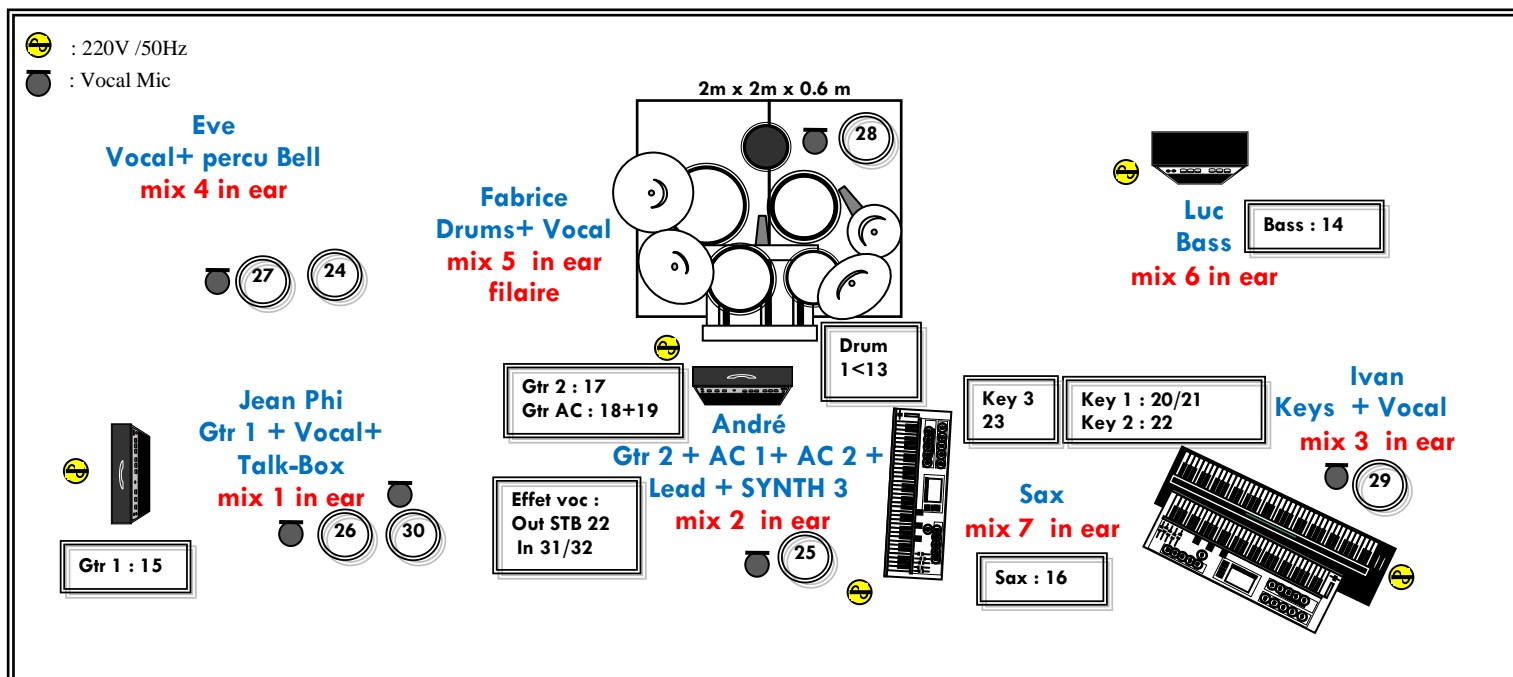 : 220V /50Hz
: Vocal Mic
2m x 2m x 0.6 m
Eve
Vocal+ percu Bell
mix 4 in ear
27
24
Fabrice
Drums+ Vocal
mix 5 in ear
filaire
28
Luc
Bass
mix 6 in ear
Bass : 14
Drum
1<13
Jean Phi
Gtr 1 + Vocal+
Talk-Box
mix 1 in ear
26
30
Gtr 1 : 15
Gtr 2 : 17
Gtr AC : 18+19
André
Gtr 2 + AC 1+ AC 2 +
Lead + SYNTH 3
mix 2 in ear
25
Effet voc :
Out STB 22
In 31/32
Key 3
23
Key 1 : 20/21
Key 2 : 22
Ivan
Keys + Vocal
mix 3 in ear
29
Sax
mix 7 in ear
Sax : 16